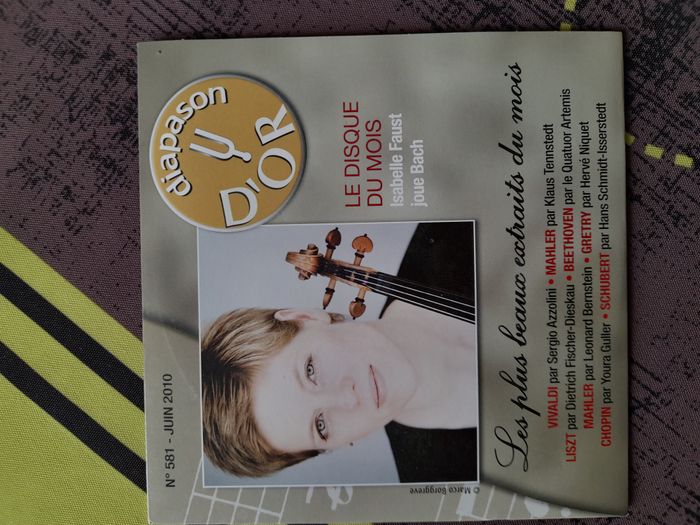 N° 581 - JUIN 2010
diapason
D'OR
LE DISQUE
DU MOIS
Isabelle Faust
joue Bach
© Marco Borggreve
Les plus beaux extraits du mois
VIVALDI par Sergio Azzolini • MAHLER par Klaus Tennstedt
LISZT par Dietrich Fischer-Dieskau • BEETHOVEN par le Quatuor Artemis
MAHLER par Leonard Bernstein • GRETRY par Hervé Niquet
CHOPIN par Youra Guller • SCHUBERT par Hans Schmidt-Isserstedt